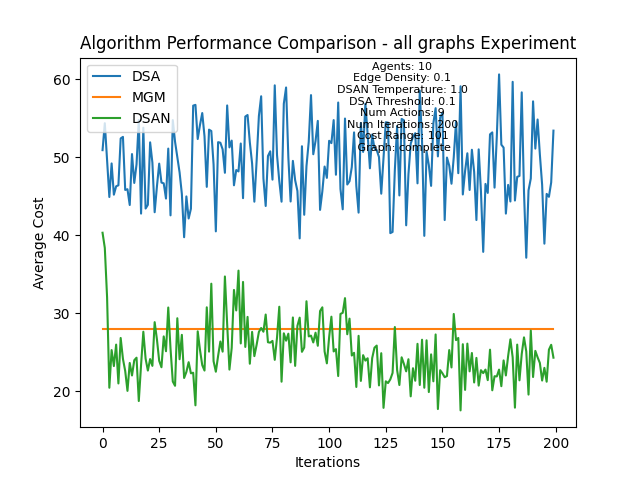 Algorithm Performance Comparison - all graphs Experiment
DSA
MGM
DSAN
Agents: 10
Edge Density: 0.1
DSAN Temperature: 1.0
DSA Threshold: 0.1
Num Actions: 9
Num Iterations: 200
Cost Range: 101
Graph: complete
60
50
40
30
20
Average Cost
0
25
50
75
100
125
150
175
200
Iterations